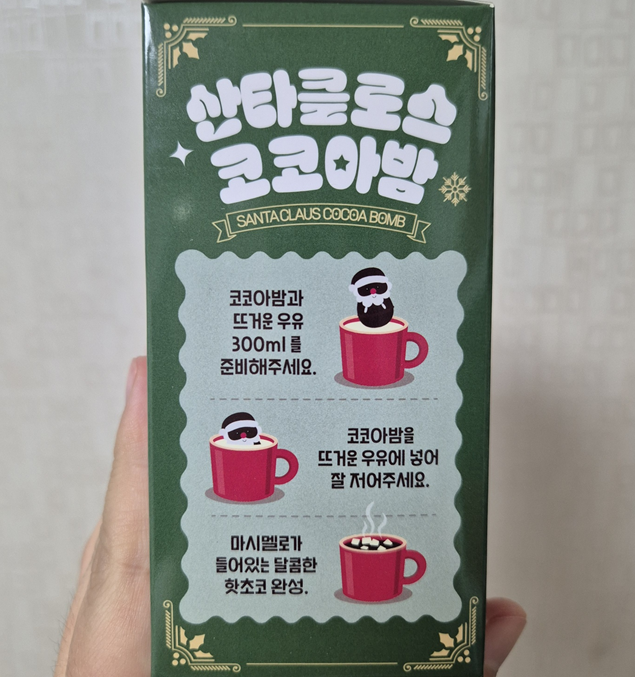 산타클로스
코코아밤
SANTA CLAUS COCOA BOMB
코코아밤과
뜨거운 우유
300ml 를
준비해주세요.
코코아밤을
뜨거운 우유에 넣어
잘 저어주세요.
마시멜로가
들어있는 달콤한
핫초코 완성.